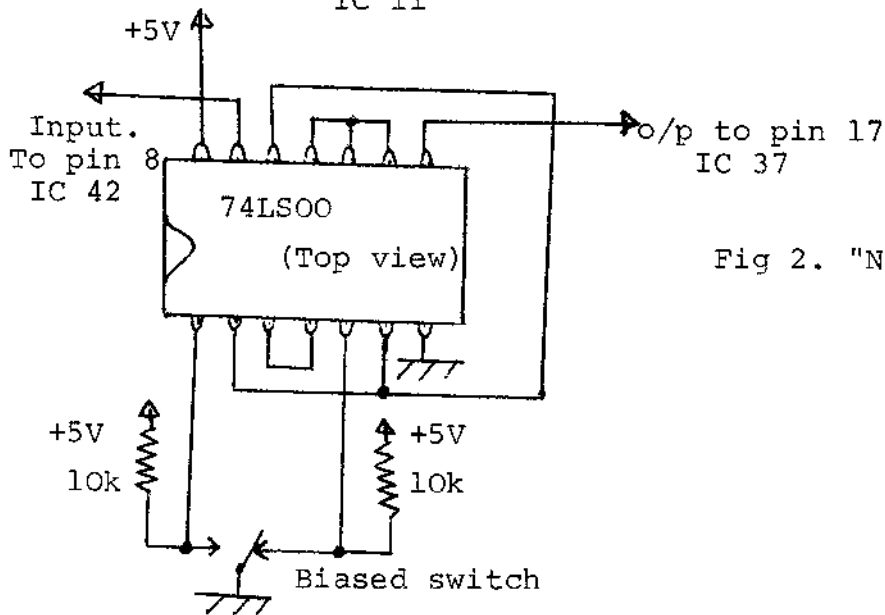 IC 11
+5V
Input.
To pin 8
IC 42
o/p to pin 17
IC 37
74LS00
(Top view)
Fig 2. "N
+5V
10k
+5V
10k
Biased switch